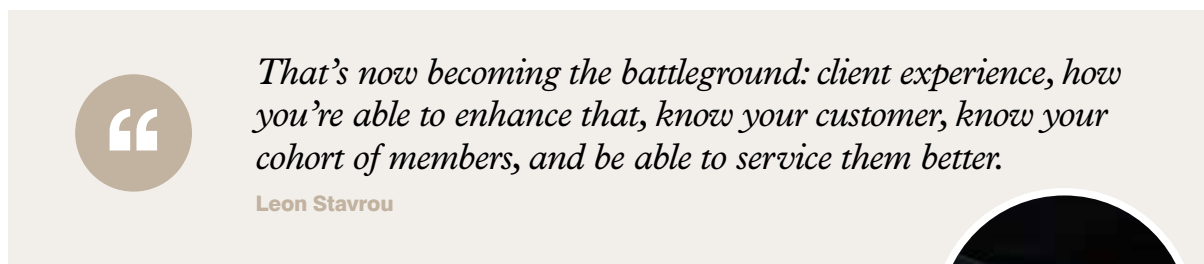 “
That’s now becoming the battleground: client experience, how
you’re able to enhance that, know your customer, know your
cohort of members, and be able to service them better.
Leon Stavrou